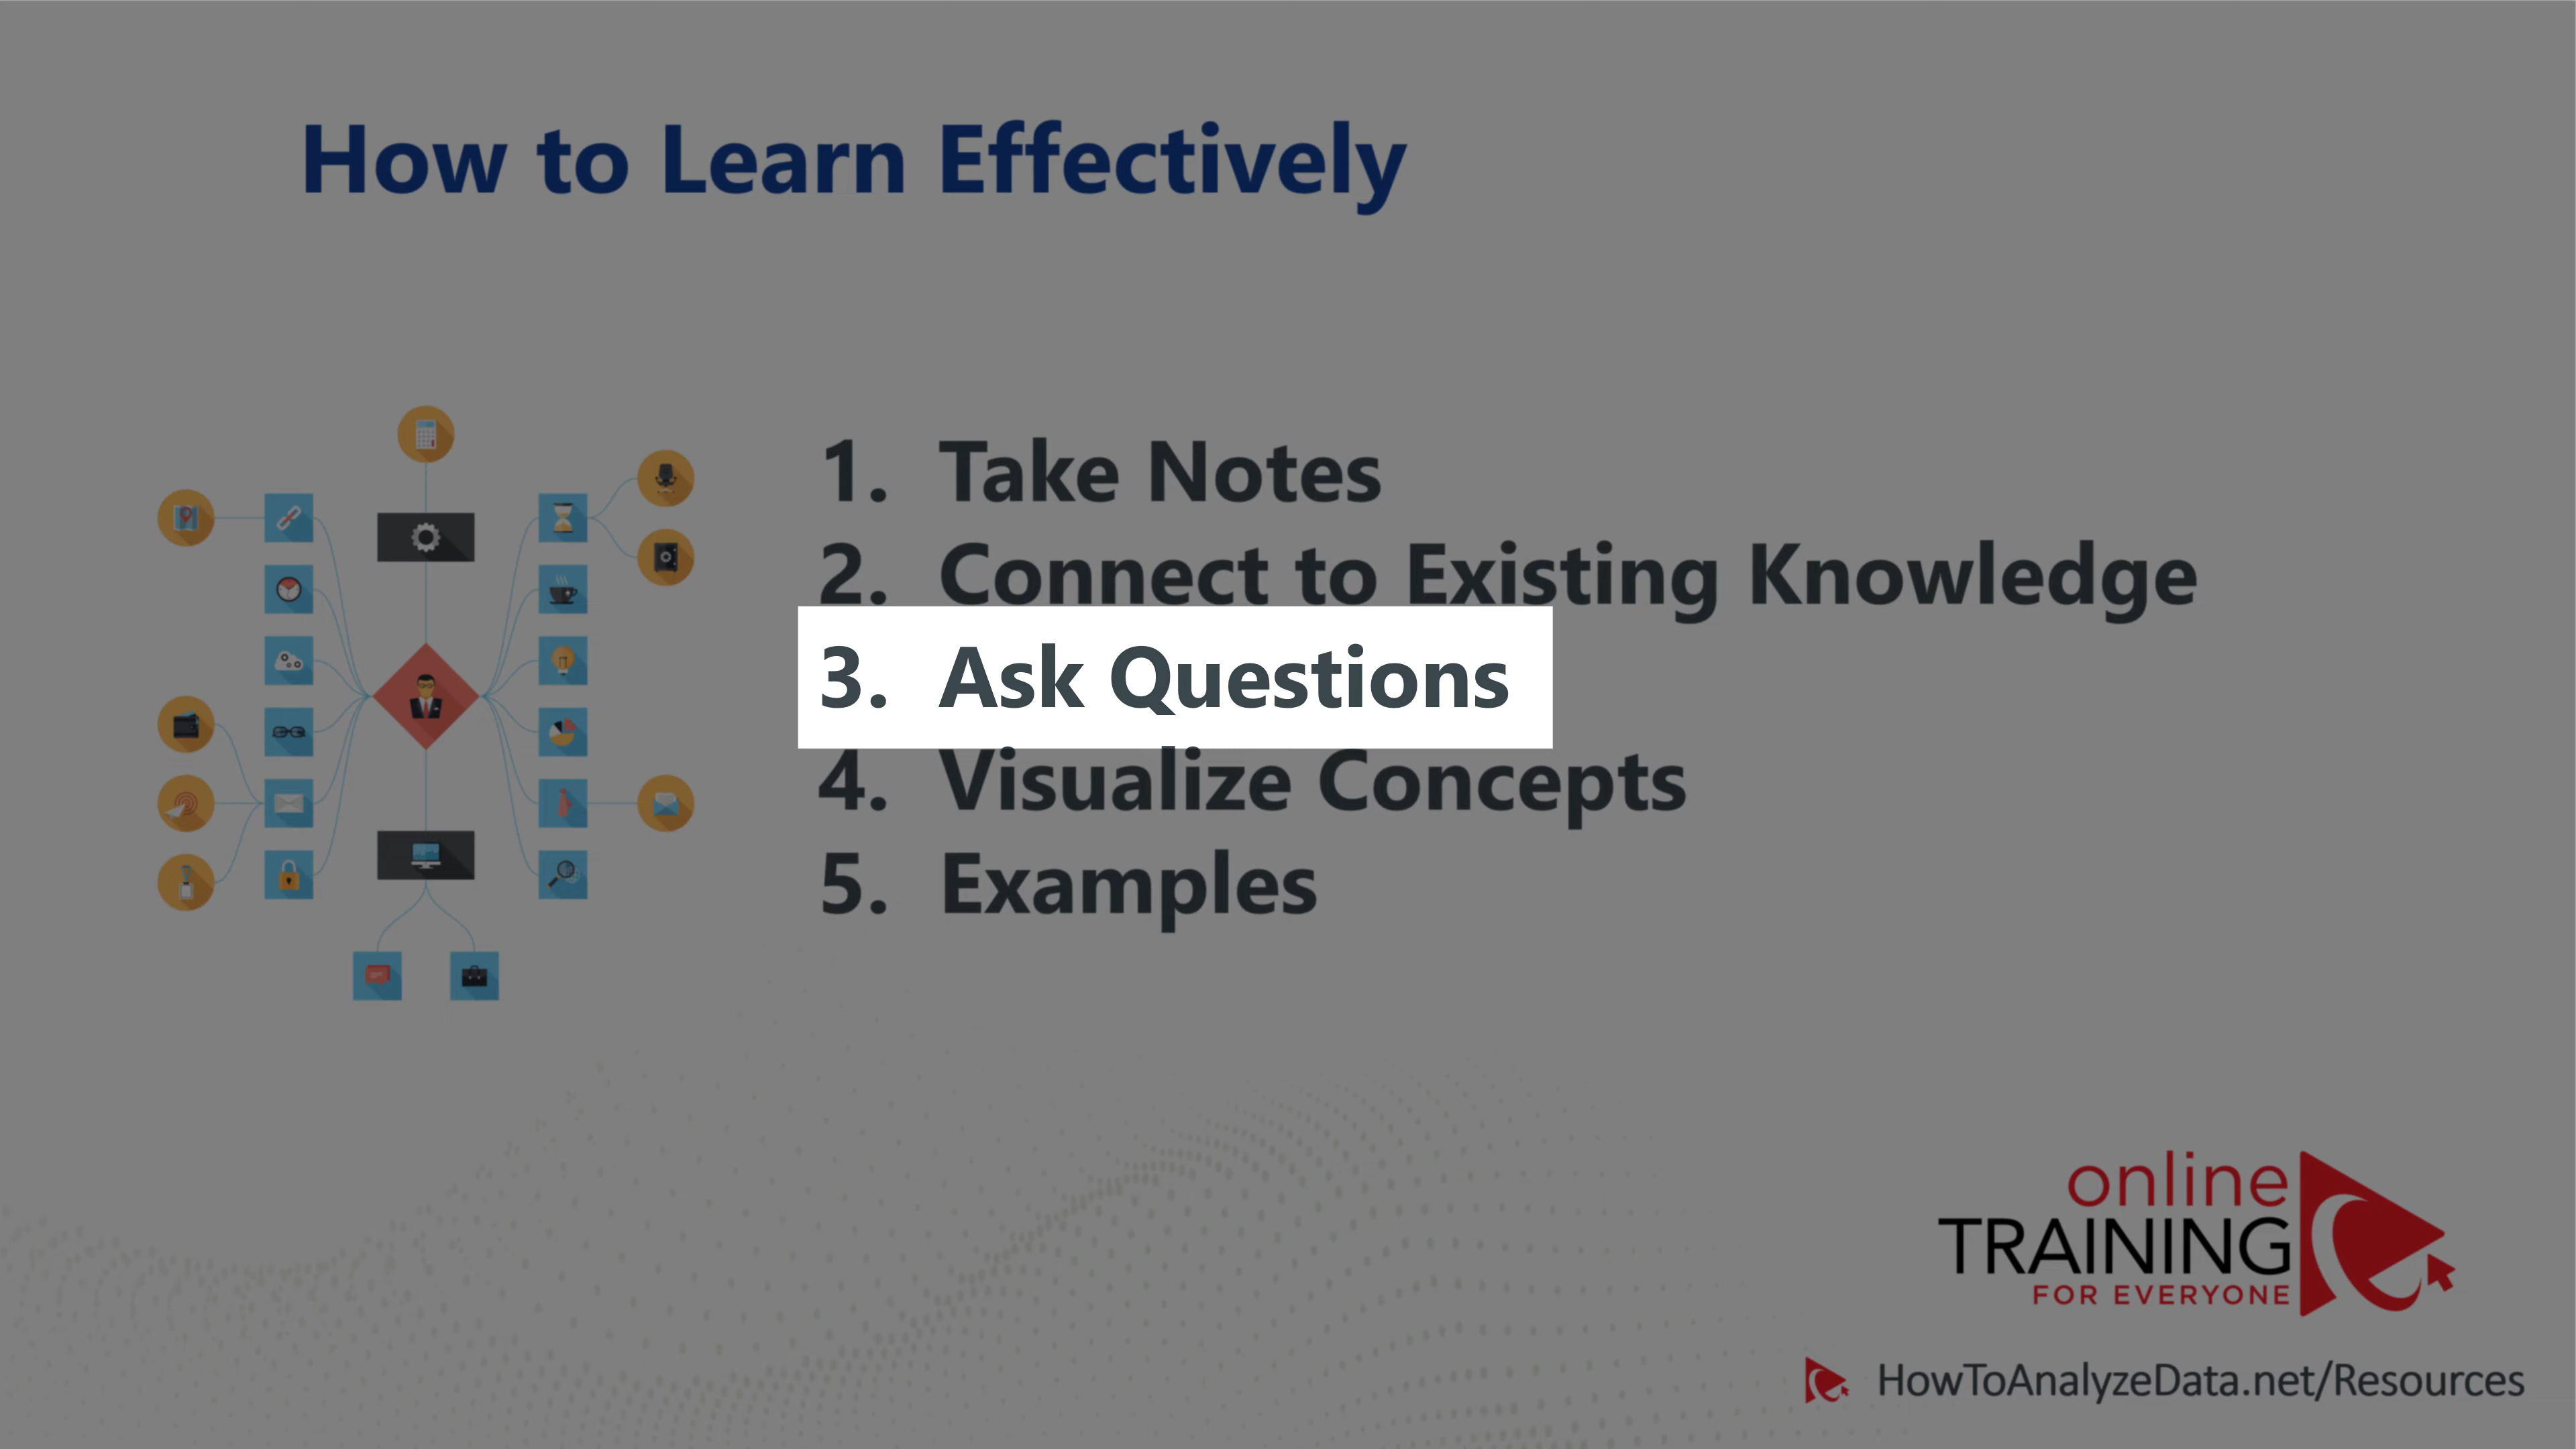 How to Learn Effectively
1. Take Notes
2. Connect to Existing Knowledge
3. Ask Questions
4. Visualize Concepts
5. Examples
online
TRAINING
FOR EVERYONE
HowToAnalyzeData.net/Resources